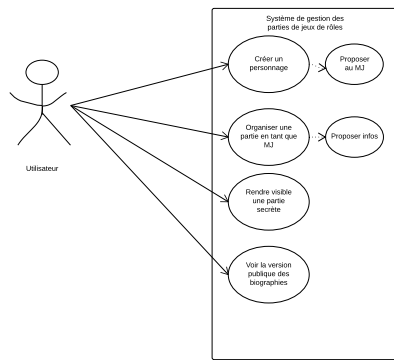 Système de gestion des
parties de jeux de rôles
Créer un
personnage
Proposer
au MJ
Organiser une
partie en tant que
MJ
Proposer infos
Utilisateur
Rendre visible
une partie
secrète
Voir la version
publique des
biographies